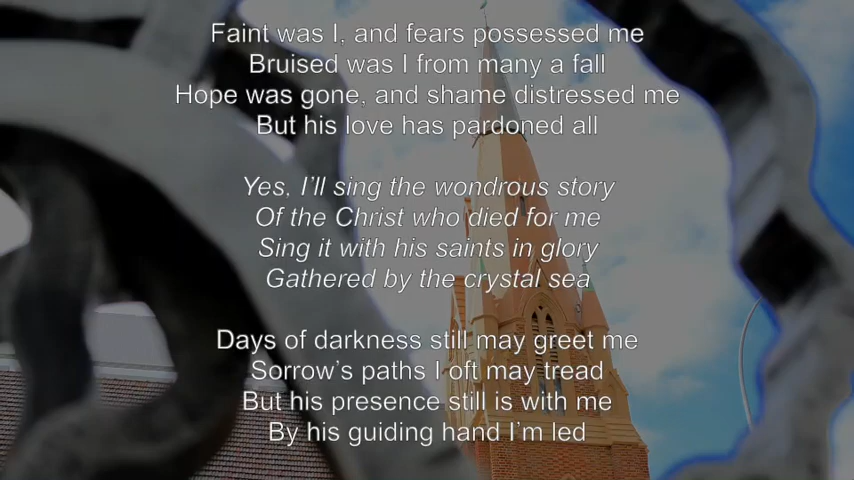 Faint was I, and fears possessed me
Bruised was I from many a fall
Hope was gone, and shame distressed me
But his love has pardoned all
Yes, I’ll sing the wondrous story
Of the Christ who died for me
Sing it with his saints in glory
Gathered by the crystal sea
Days of darkness still may greet me
Sorrow’s paths I oft may tread
But his presence still is with me
By his guiding hand I’m led